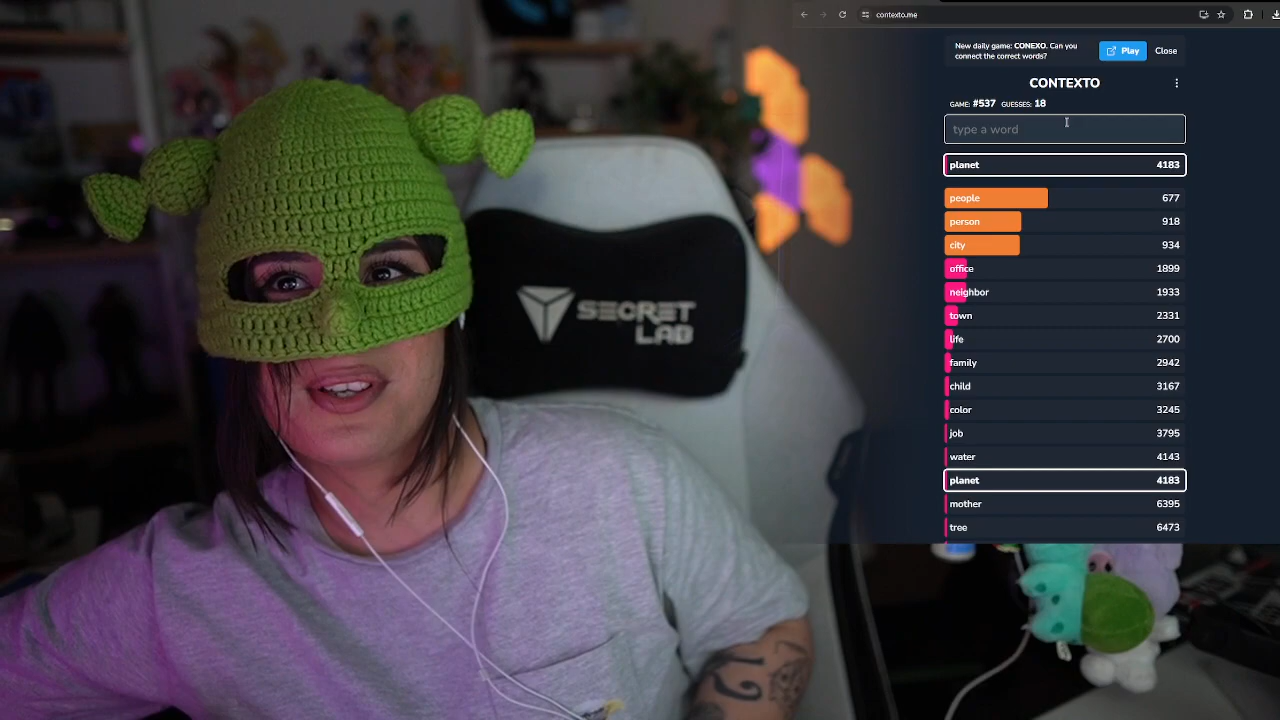 contexto.me
New daily game: CONEXO. Can you
connect the correct words?
Play
Close
CONTEXTO
GAME: #537 GUESSES: 18
type a word
planet 4183
people 677
person 918
city 934
office 1899
neighbor 1933
town 2331
life 2700
family 2942
child 3167
color 3245
job 3795
water 4143
planet 4183
mother 6395
tree 6473
SECRET
LAB